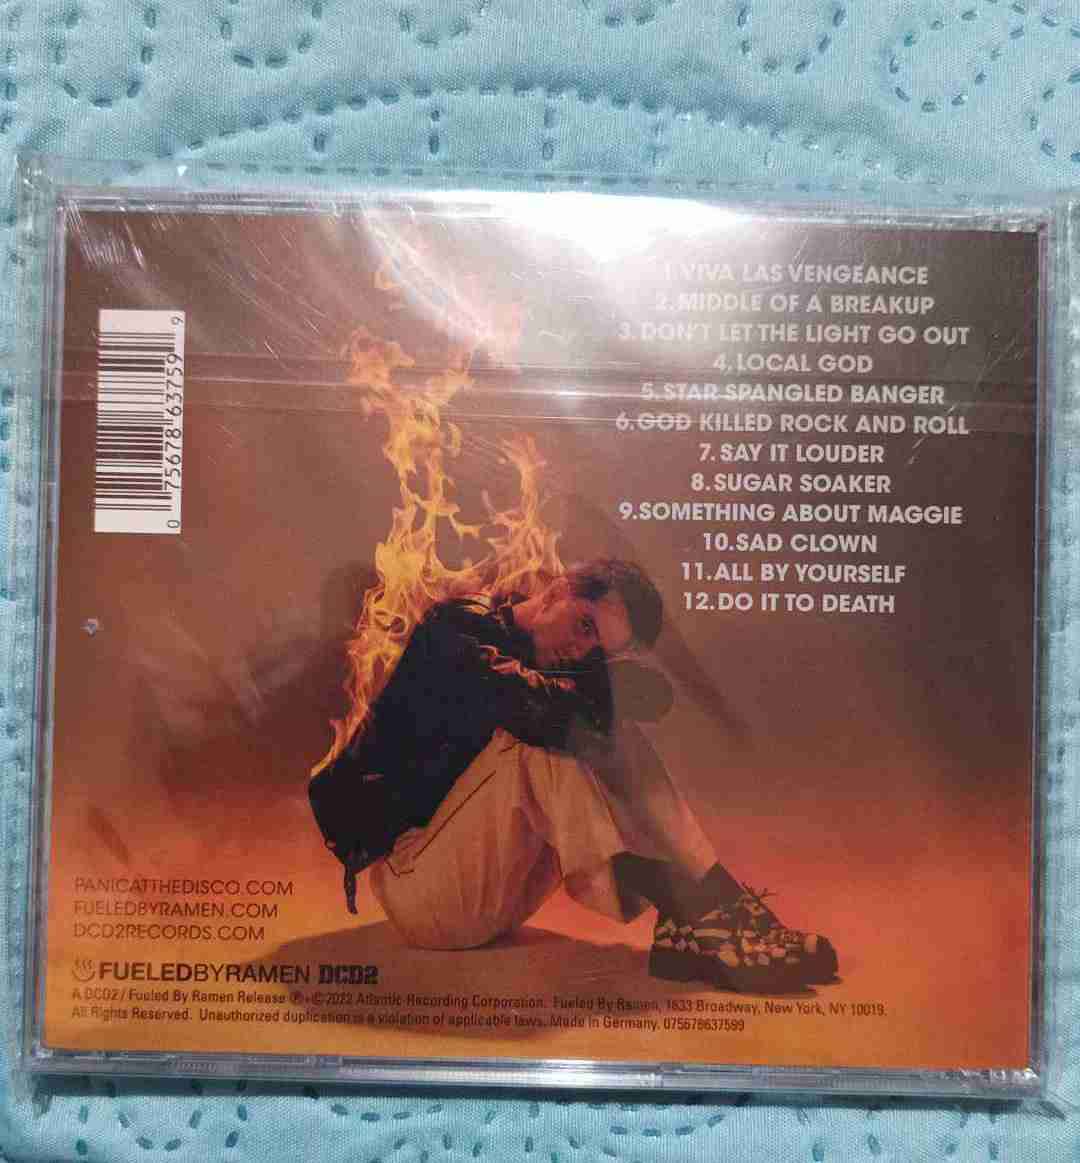 1. VIVA LAS VENGEANCE
2. MIDDLE OF A BREAKUP
3. DON'T LET THE LIGHT GO OUT
4. LOCAL GOD
5. STAR SPANGLED BANGER
6. GOD KILLED ROCK AND ROLL
7. SAY IT LOUDER
8. SUGAR SOAKER
9. SOMETHING ABOUT MAGGIE
10. SAD CLOWN
11. ALL BY YOURSELF
12. DO IT TO DEATH
0 75678 63759 9
PANICATTHEDISCO.COM
FUELEDBYRAMEN.COM
DCD2RECORDS.COM
FUELEDBYRAMEN DCD2
A DCD2 / Fueled By Ramen Release ℗ + © 2022 Atlantic Recording Corporation. Fueled By Ramen, 1633 Broadway, New York, NY 10019.
All Rights Reserved. Unauthorized duplication is a violation of applicable laws. Made in Germany. 075678637599